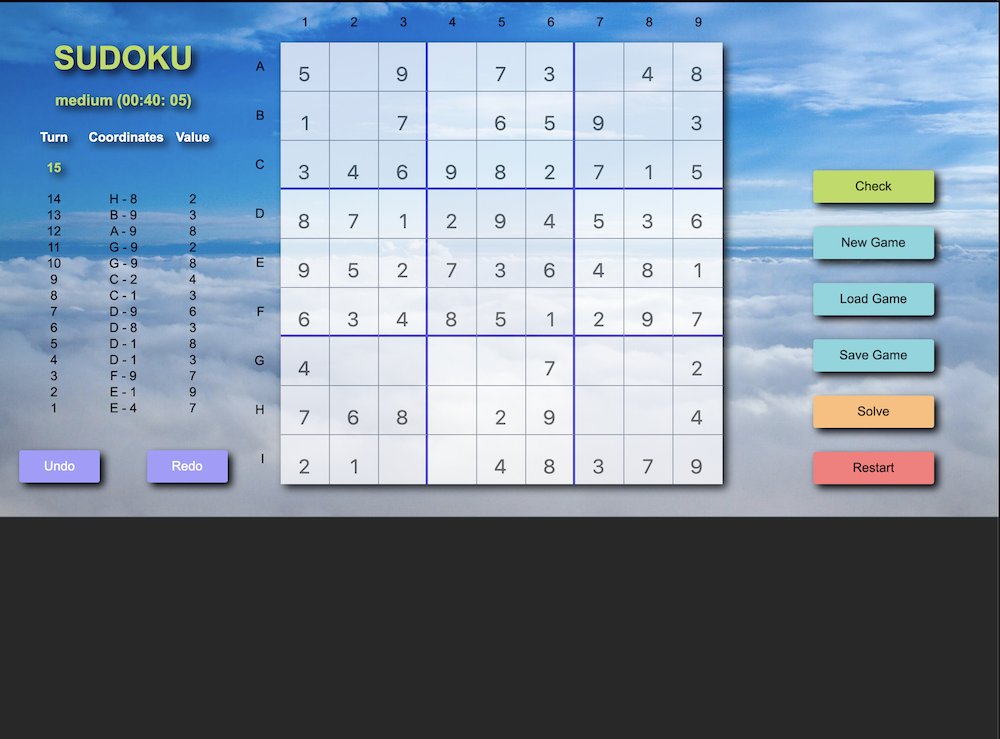 1 2 3 4 5 6 7 8 9
SUDOKU
medium (00:40: 05)
Turn Coordinates Value
15
14 H - 8 2
13 B - 9 3
12 A - 9 8
11 G - 9 2
10 G - 9 8
9 C - 2 4
8 C - 1 3
7 D - 9 6
6 D - 8 3
5 D - 1 8
4 D - 1 3
3 F - 9 7
2 E - 1 9
1 E - 4 7
Undo Redo
A 5 9 7 3 4 8
B 1 7 6 5 9 3
C 3 4 6 9 8 2 7 1 5
D 8 7 1 2 9 4 5 3 6
E 9 5 2 7 3 6 4 8 1
F 6 3 4 8 5 1 2 9 7
G 4 7 2
H 7 6 8 2 9 4
I 2 1 4 8 3 7 9
Check
New Game
Load Game
Save Game
Solve
Restart